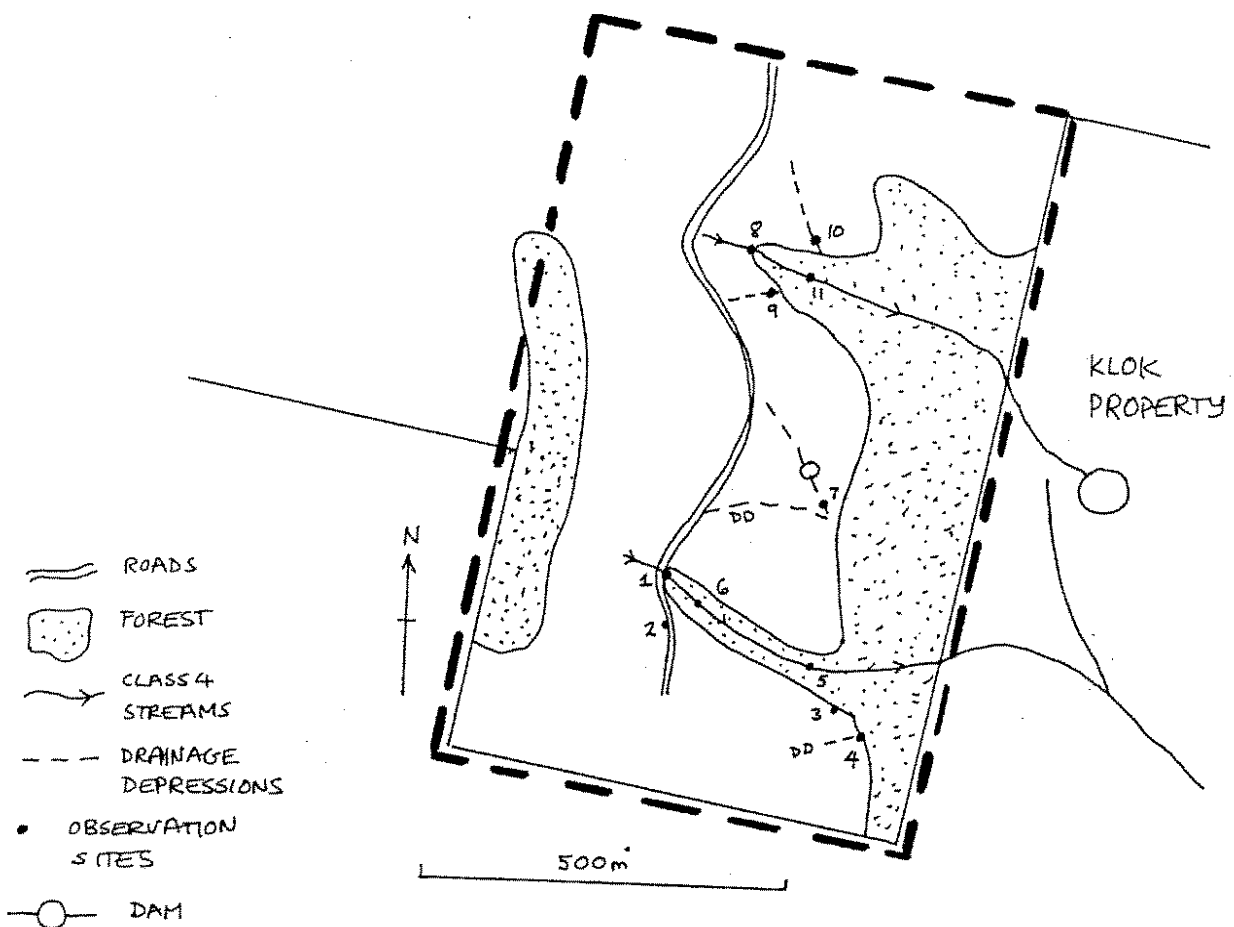 8
10
11
9
KLOK
PROPERTY
7
DD
N
1
6
2
5
3
DD
4
ROADS
FOREST
CLASS 4
STREAMS
DRAINAGE
DEPRESSIONS
OBSERVATION
SITES
DAM
500m